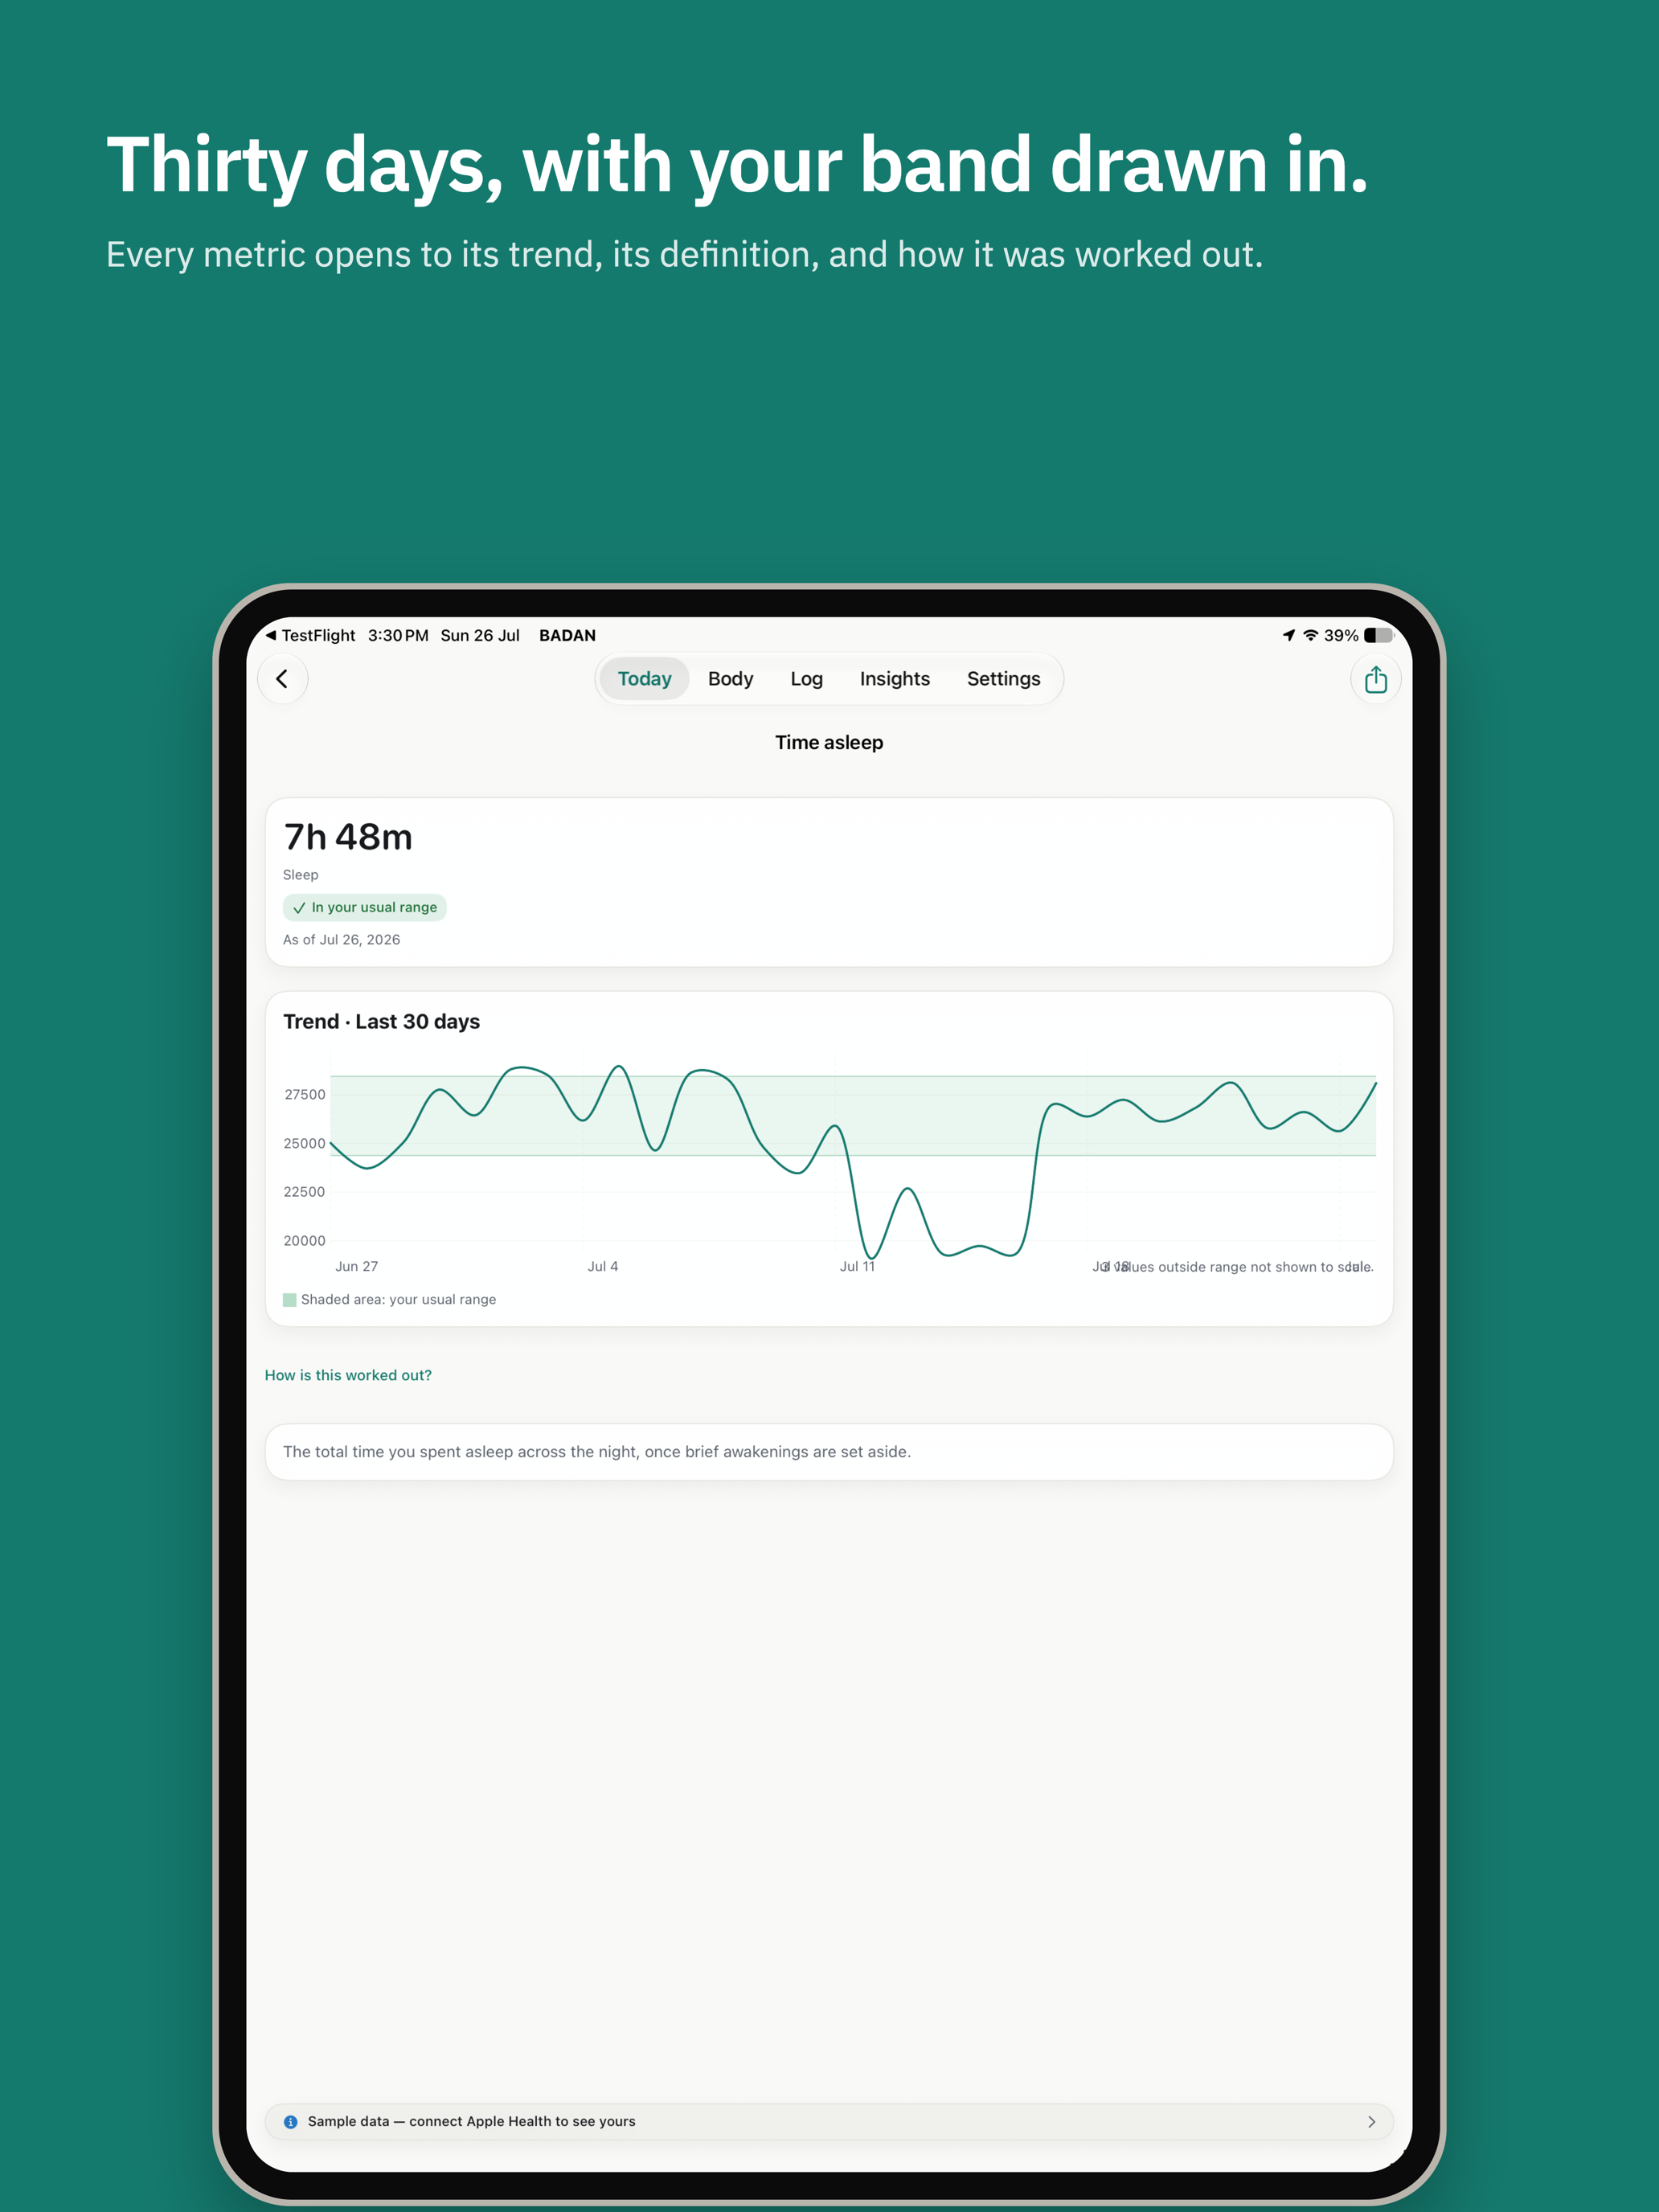 Thirty days, with your band drawn in.
Every metric opens to its trend, its definition, and how it was worked out.
TestFlight 3:30 PM Sun 26 Jul BADAN 39%
Today Body Log Insights Settings
Time asleep
7h 48m
Sleep
In your usual range
As of Jul 26, 2026
Trend · Last 30 days
27500
25000
22500
20000
Jun 27 Jul 4 Jul 11 Jul 18
values outside range not shown to scale.
Shaded area: your usual range
How is this worked out?
The total time you spent asleep across the night, once brief awakenings are set aside.
Sample data — connect Apple Health to see yours